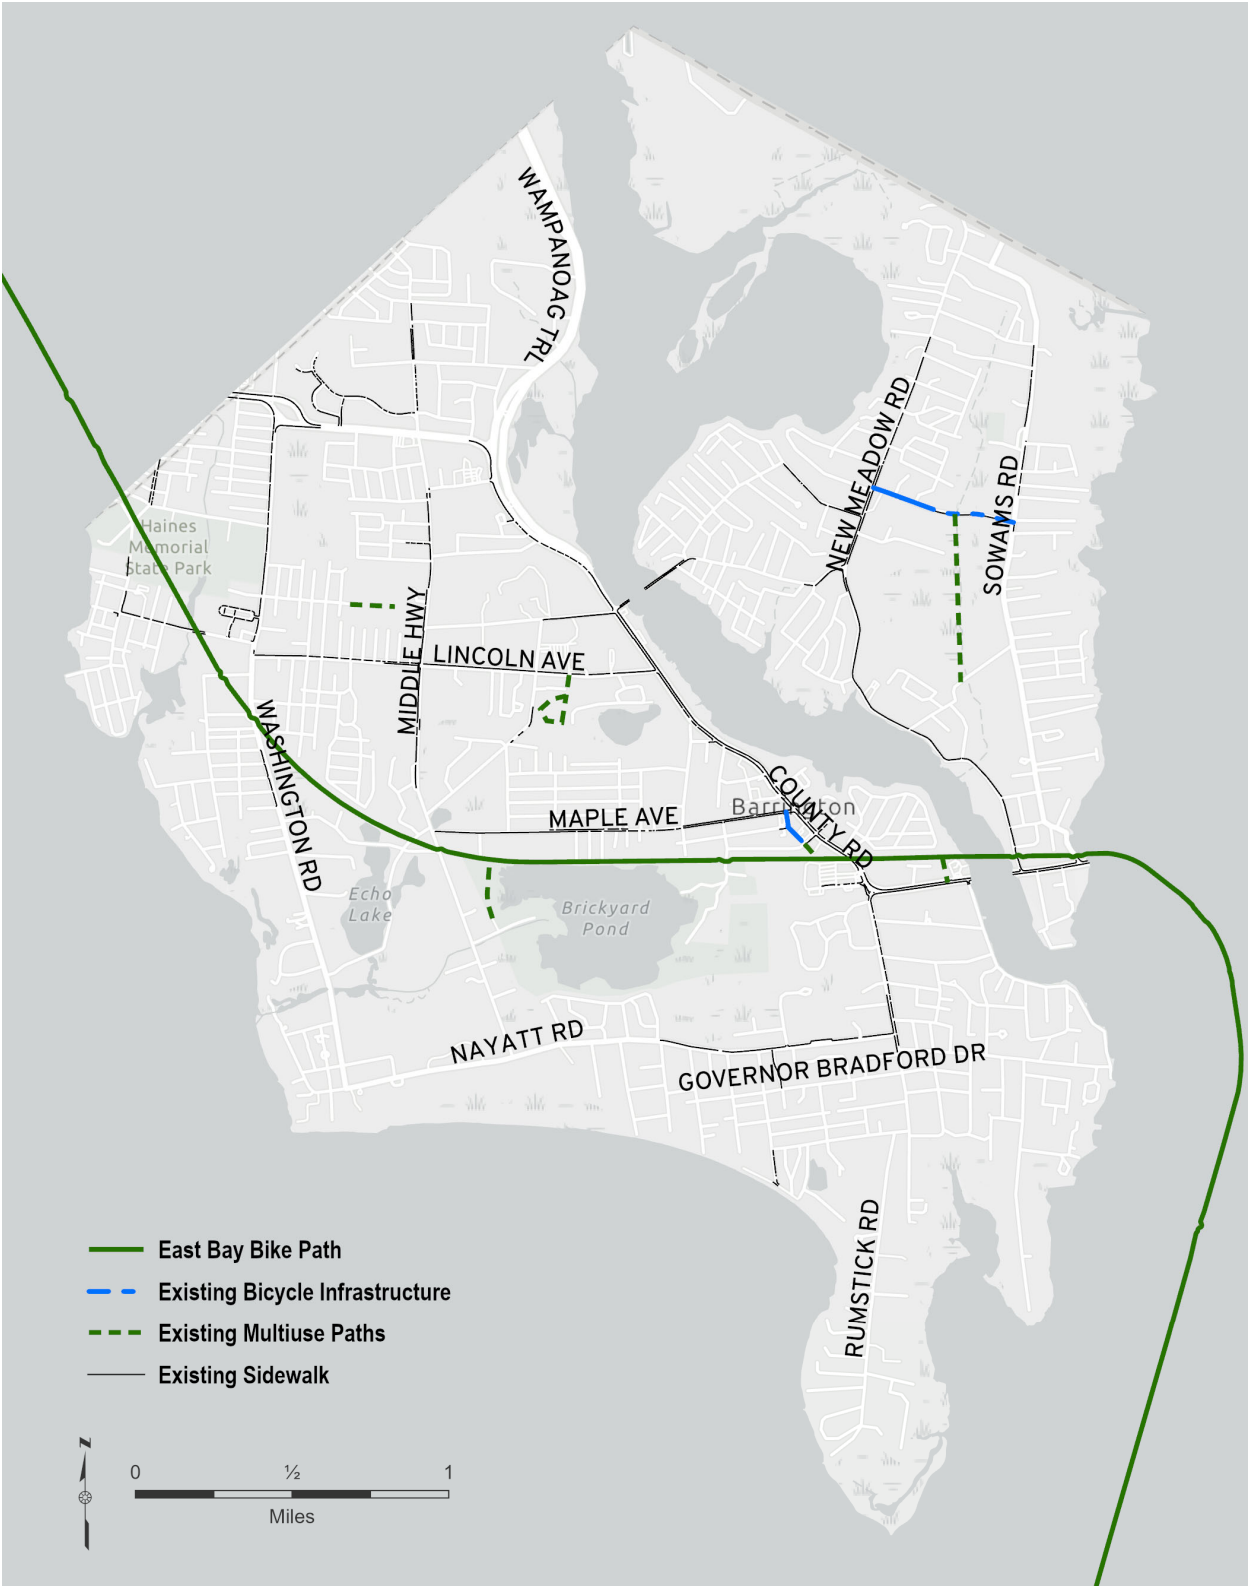 WAMPANOAG TRL
NEW MEADOW RD
SOWAMS RD
Haines
Memorial
State Park
MIDDLE HWY
LINCOLN AVE
WASHINGTON RD
COUNTY RD
Barrington
MAPLE AVE
Echo
Lake
Brickyard
Pond
NAYATT RD
GOVERNOR BRADFORD DR
RUMSTICK RD
East Bay Bike Path
Existing Bicycle Infrastructure
Existing Multiuse Paths
Existing Sidewalk
N
0 ½ 1
Miles